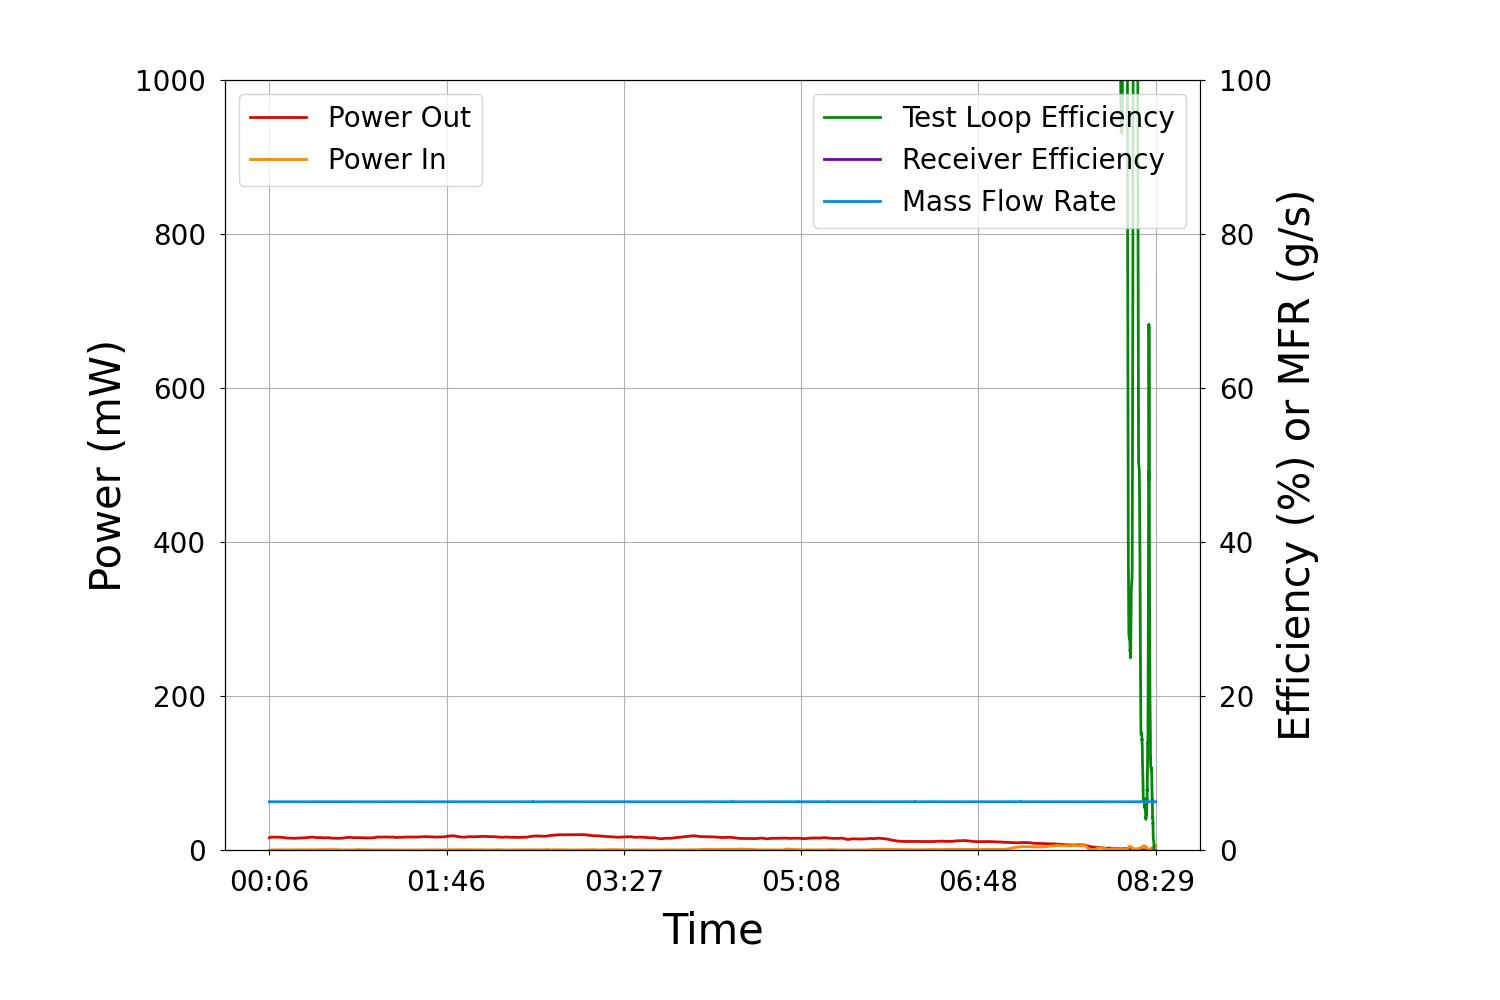 1000
800
600
400
200
0
Power (mW)
Power Out
Power In
Test Loop Efficiency
Receiver Efficiency
Mass Flow Rate
100
80
60
40
20
0
Efficiency (%) or MFR (g/s)
00:06 01:46 03:27 05:08 06:48 08:29
Time